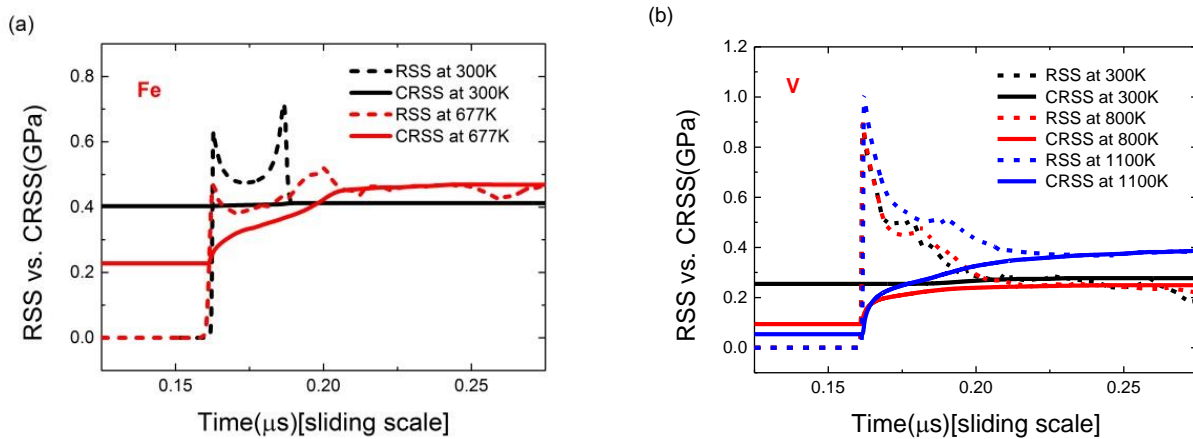 (a)
Fe
RSS at 300K
CRSS at 300K
RSS at 677K
CRSS at 677K
RSS vs. CRSS(GPa)
0.8
0.6
0.4
0.2
0.0
0.15
0.20
0.25
Time(μs)[sliding scale]
(b)
V
RSS at 300K
CRSS at 300K
RSS at 800K
CRSS at 800K
RSS at 1100K
CRSS at 1100K
RSS vs. CRSS(GPa)
1.2
1.0
0.8
0.6
0.4
0.2
0.0
0.15
0.20
0.25
Time(μs)[sliding scale]